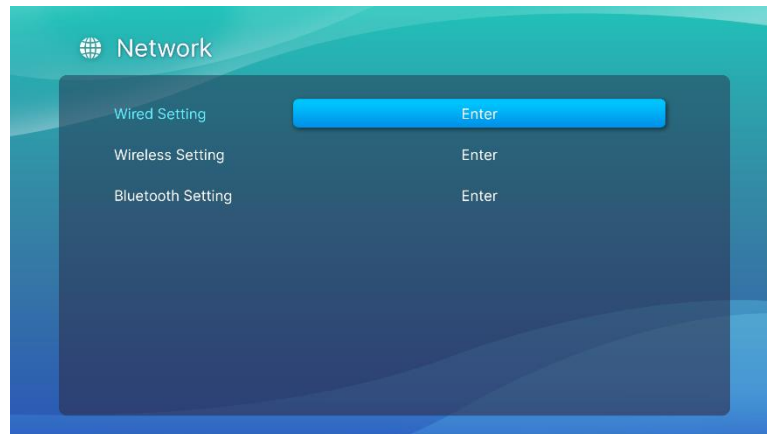 Network
Wired Setting Enter
Wireless Setting Enter
Bluetooth Setting Enter